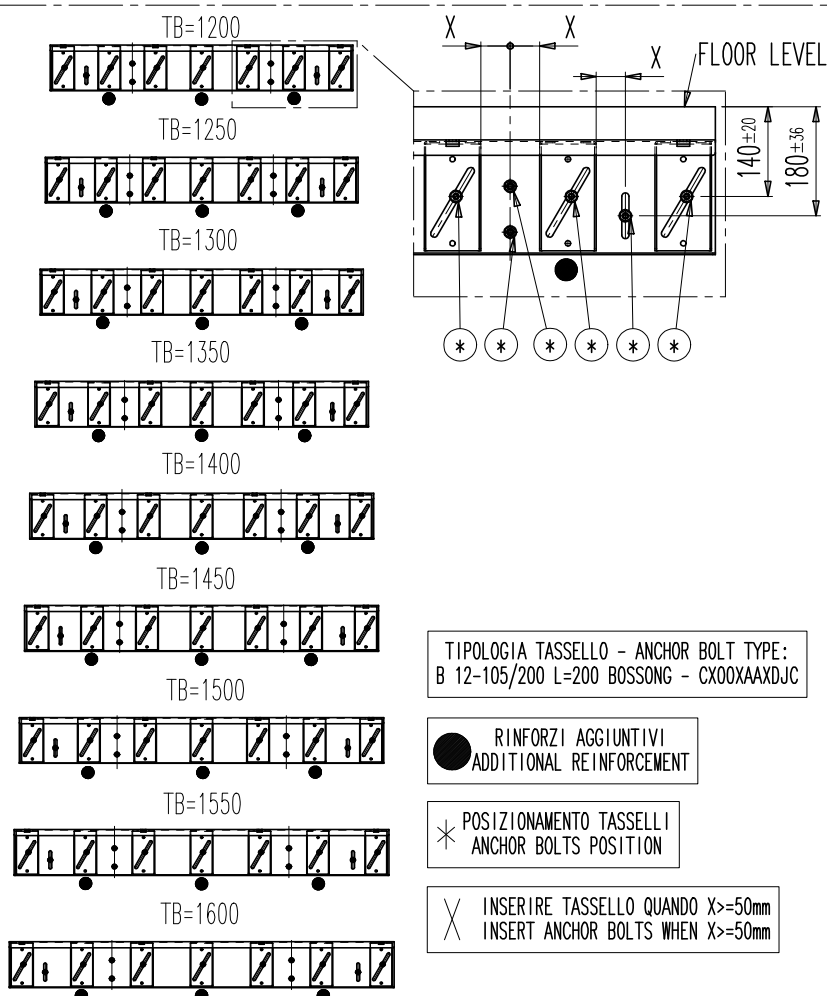 TB=1200
TB=1250
TB=1300
TB=1350
TB=1400
TB=1450
TB=1500
TB=1550
TB=1600
X X
X
FLOOR LEVEL
140±20
180±36
* * * * * *
TIPOLOGIA TASSELLO - ANCHOR BOLT TYPE:
B 12-105/200 L=200 BOSSONG - CX00XAAXDJC
RINFORZI AGGIUNTIVI
ADDITIONAL REINFORCEMENT
* POSIZIONAMENTO TASSELLI
ANCHOR BOLTS POSITION
X INSERIRE TASSELLO QUANDO X>=50mm
INSERT ANCHOR BOLTS WHEN X>=50mm